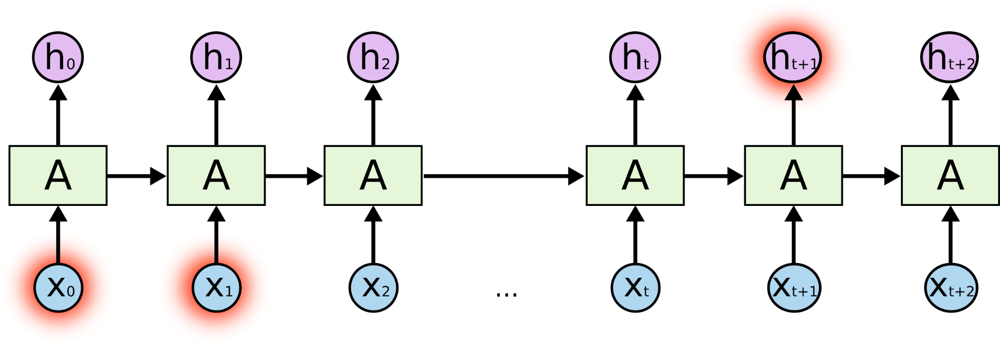 h₀ h₁ h₂ hₜ hₜ₊₁ hₜ₊₂
A A A A A A
x₀ x₁ x₂ ... xₜ xₜ₊₁ xₜ₊₂